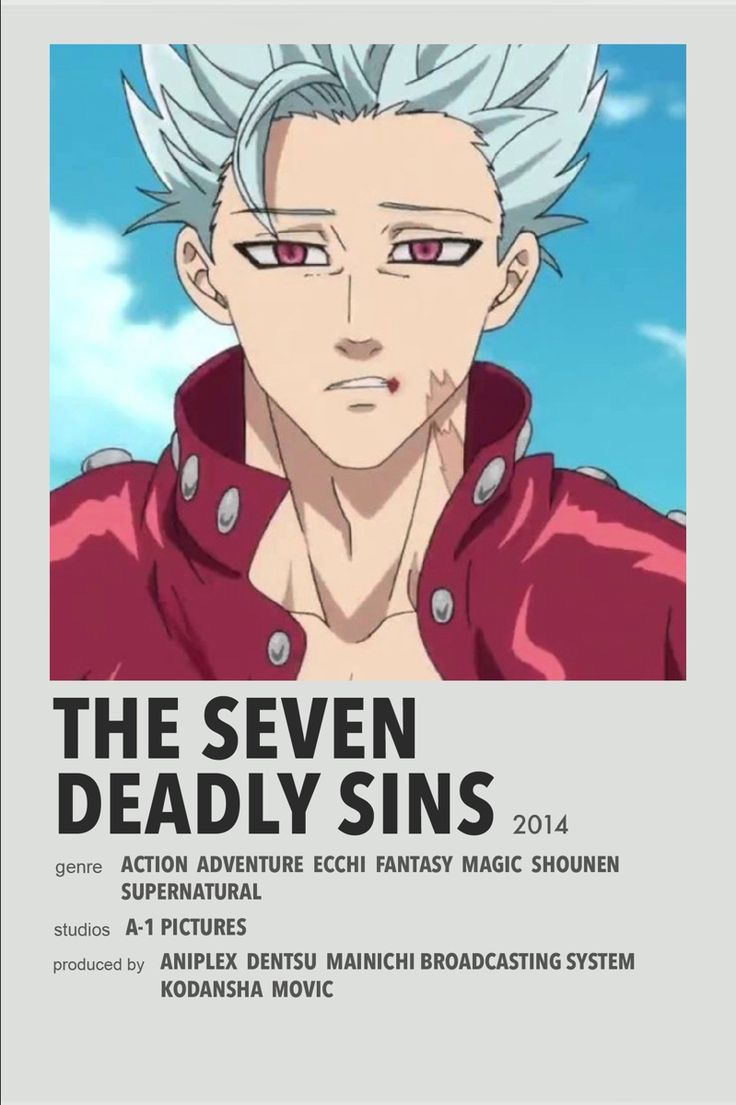 THE SEVEN
DEADLY SINS 2014
genre ACTION ADVENTURE ECCHI FANTASY MAGIC SHOUNEN
SUPERNATURAL
studios A-1 PICTURES
produced by ANIPLEX DENTSU MAINICHI BROADCASTING SYSTEM
KODANSHA MOVIC